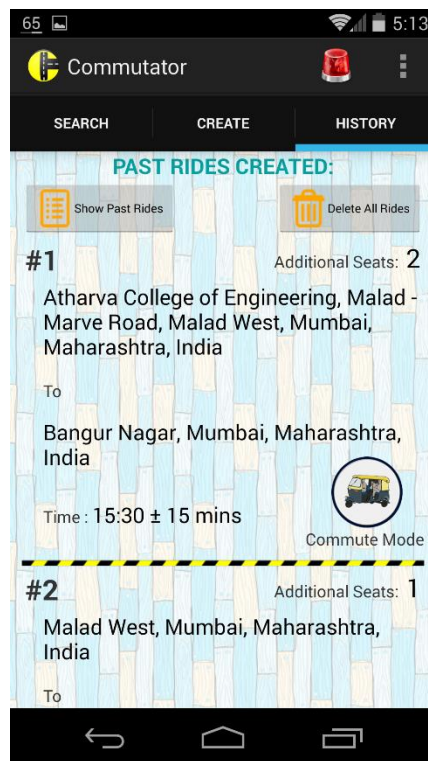 65 5:13
Commutator
SEARCH CREATE HISTORY
PAST RIDES CREATED:
Show Past Rides Delete All Rides
#1 Additional Seats: 2
Atharva College of Engineering, Malad -
Marve Road, Malad West, Mumbai,
Maharashtra, India
To
Bangur Nagar, Mumbai, Maharashtra,
India
Time : 15:30 ± 15 mins
Commute Mode
#2 Additional Seats: 1
Malad West, Mumbai, Maharashtra,
India
To